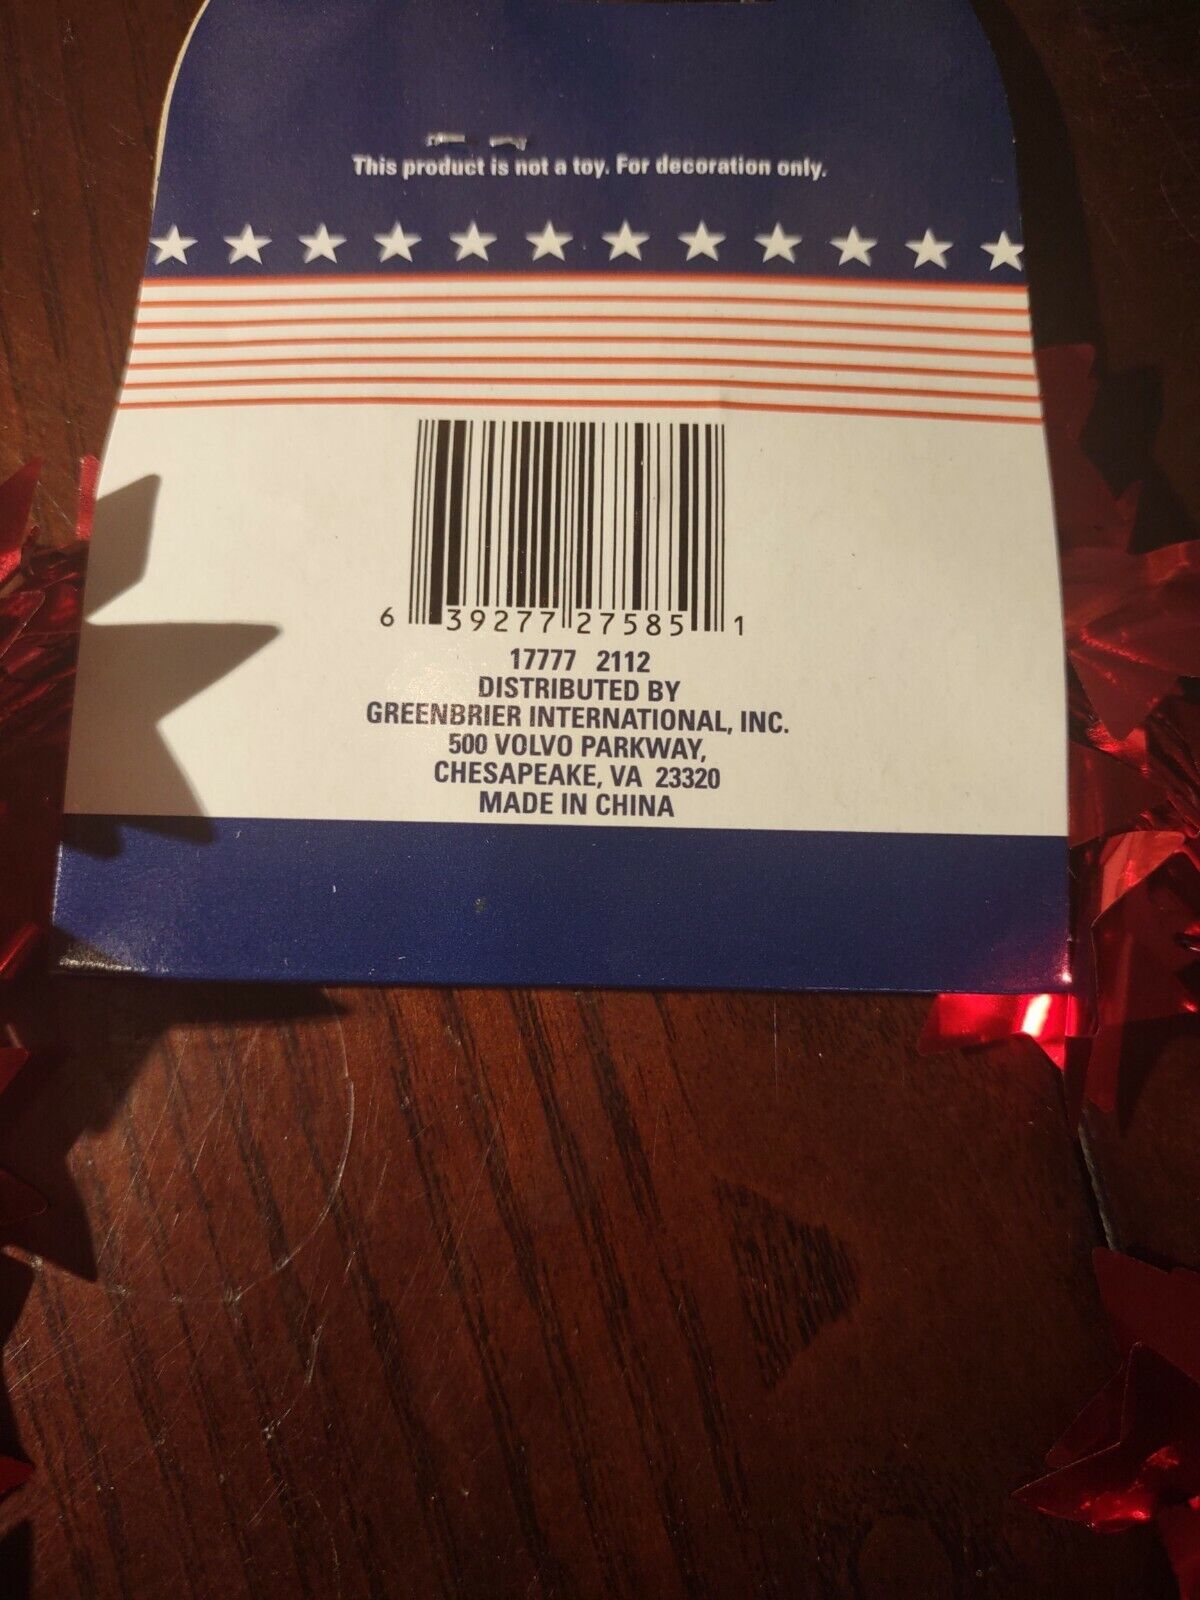 This product is not a toy. For decoration only.
6 39277 27585 1
17777 2112
DISTRIBUTED BY
GREENBRIER INTERNATIONAL, INC.
500 VOLVO PARKWAY,
CHESAPEAKE, VA 23320
MADE IN CHINA